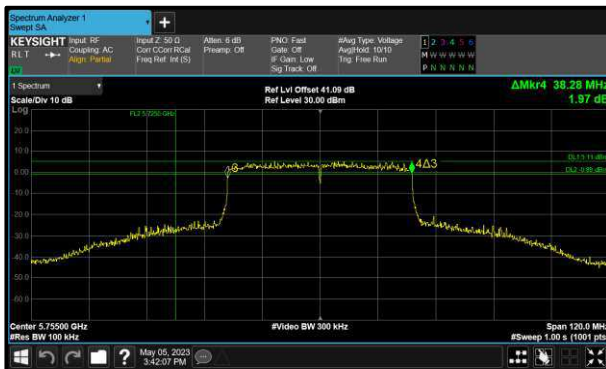 Spectrum Analyzer 1
Swept SA
KEYSIGHT
RLT
Input: RF
Coupling: AC
Align: Partial
Input Z: 50 Ω
Corr CCorr RCal
Freq Ref: Int (S)
Atten: 6 dB
Preamp: Off
PNO: Fast
Gate: Off
IF Gain: Low
Sig Track: Off
#Avg Type: Voltage
Avg|Hold: 10/10
Trig: Free Run
1 2 3 4 5 6
M W W W W W
P N N N N N
1 Spectrum
Scale/Div 10 dB
Ref Lvl Offset 41.09 dB
Ref Level 30.00 dBm
ΔMkr4 38.28 MHz
1.97 dB
Log
FL2 5.7250 GHz
20.0
10.0
0.00
-10.0
-20.0
-30.0
-40.0
-50.0
-60.0
4Δ3
Center 5.75500 GHz
#Res BW 100 kHz
#Video BW 300 kHz
Span 120.0 MHz
#Sweep 1.00 s (1001 pts)
May 05, 2023
3:42:07 PM